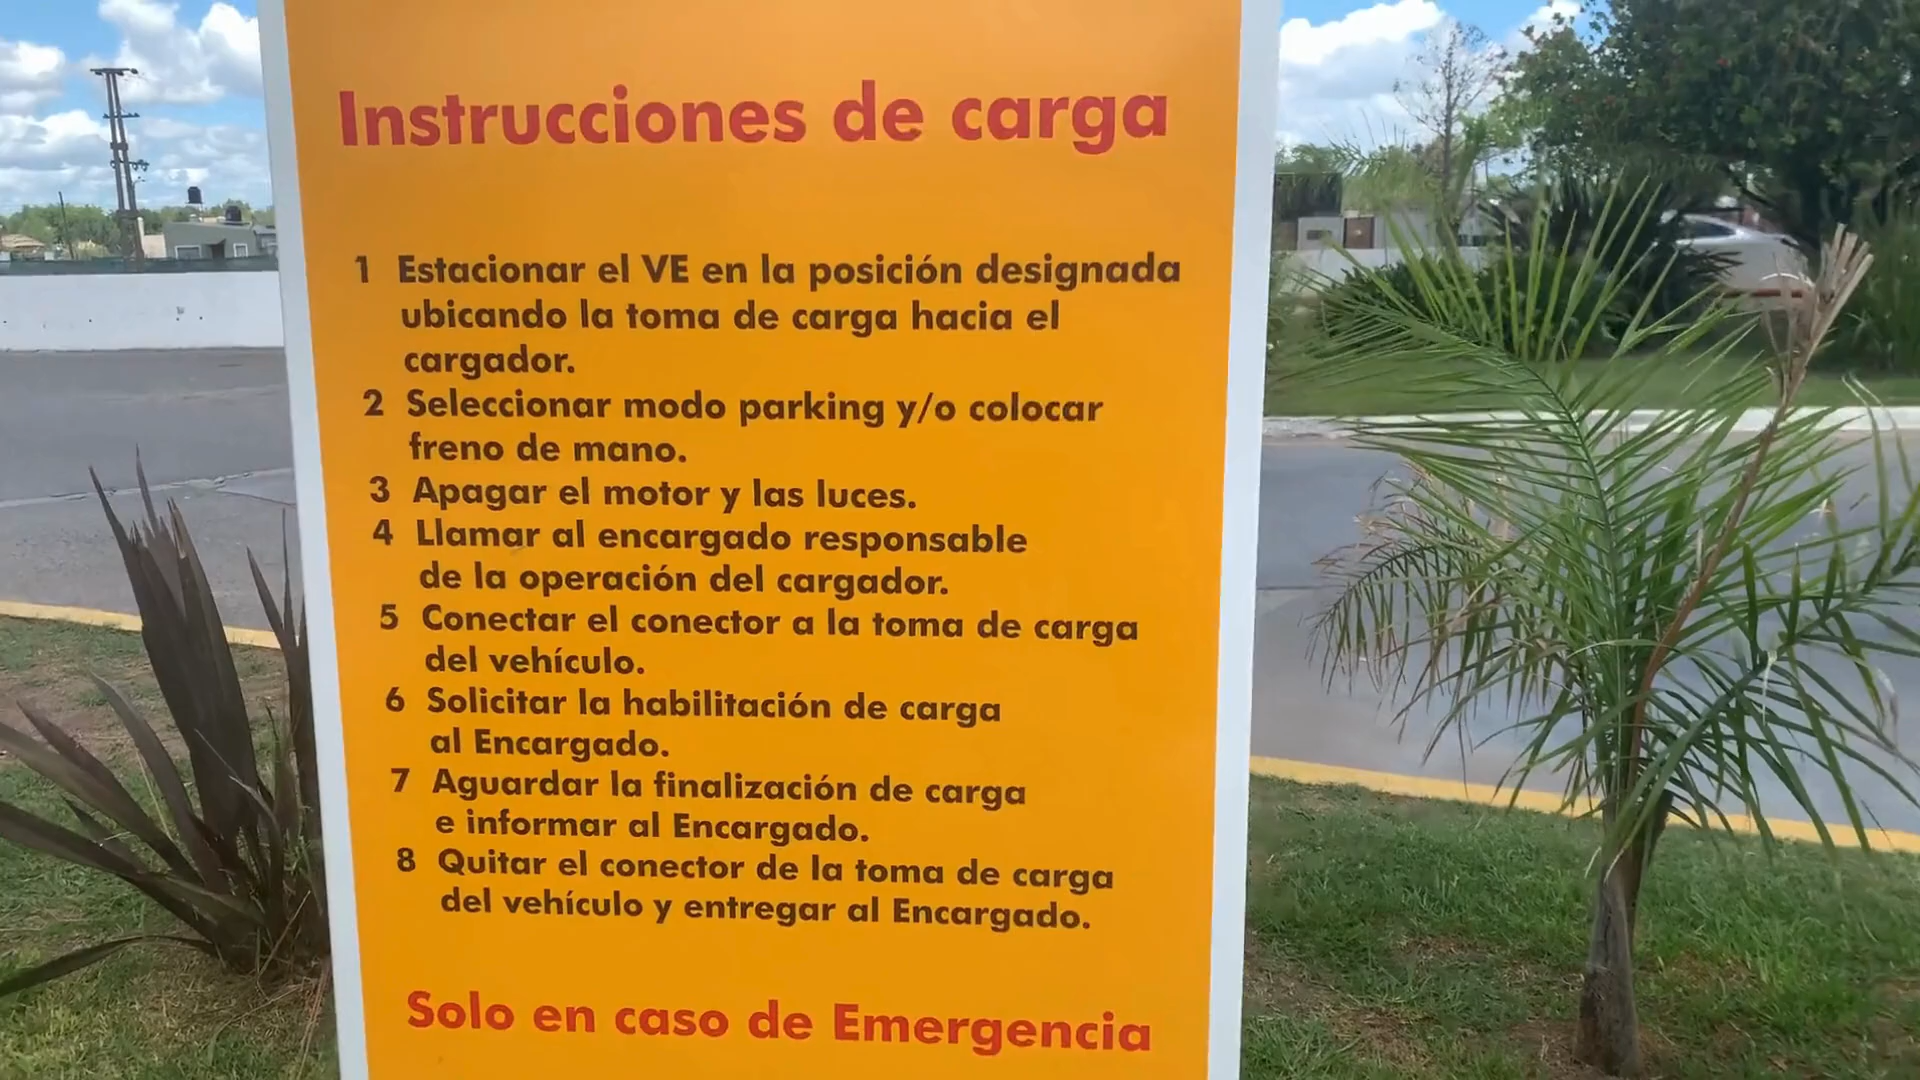 Instrucciones de carga
1 Estacionar el VE en la posición designada
ubicando la toma de carga hacia el
cargador.
2 Seleccionar modo parking y/o colocar
freno de mano.
3 Apagar el motor y las luces.
4 Llamar al encargado responsable
de la operación del cargador.
5 Conectar el conector a la toma de carga
del vehículo.
6 Solicitar la habilitación de carga
al Encargado.
7 Aguardar la finalización de carga
e informar al Encargado.
8 Quitar el conector de la toma de carga
del vehículo y entregar al Encargado.
Solo en caso de Emergencia